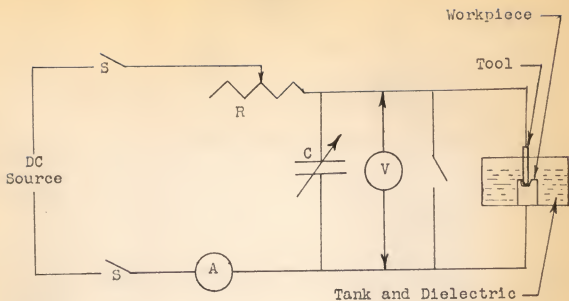 Workpiece
Tool
S
R
C
V
DC
Source
S
A
Tank and Dielectric